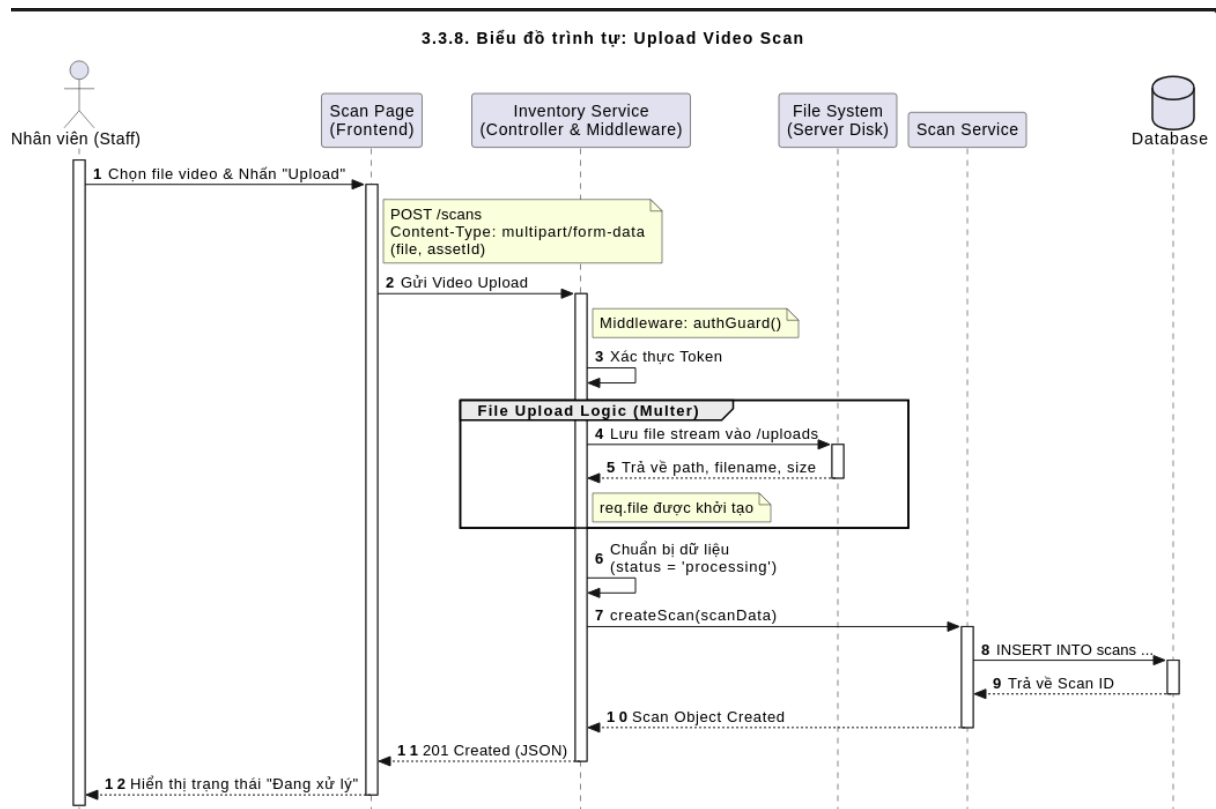 3.3.8. Biểu đồ trình tự: Upload Video Scan
Nhân viên (Staff)
Scan Page
(Frontend)
Inventory Service
(Controller & Middleware)
File System
(Server Disk)
Scan Service
Database
1 Chọn file video & Nhấn "Upload"
POST /scans
Content-Type: multipart/form-data
(file, assetId)
2 Gửi Video Upload
Middleware: authGuard()
3 Xác thực Token
File Upload Logic (Multer)
4 Lưu file stream vào /uploads
5 Trả về path, filename, size
req.file được khởi tạo
6 Chuẩn bị dữ liệu
(status = 'processing')
7 createScan(scanData)
8 INSERT INTO scans ...
9 Trả về Scan ID
10 Scan Object Created
11 201 Created (JSON)
12 Hiển thị trạng thái "Đang xử lý"